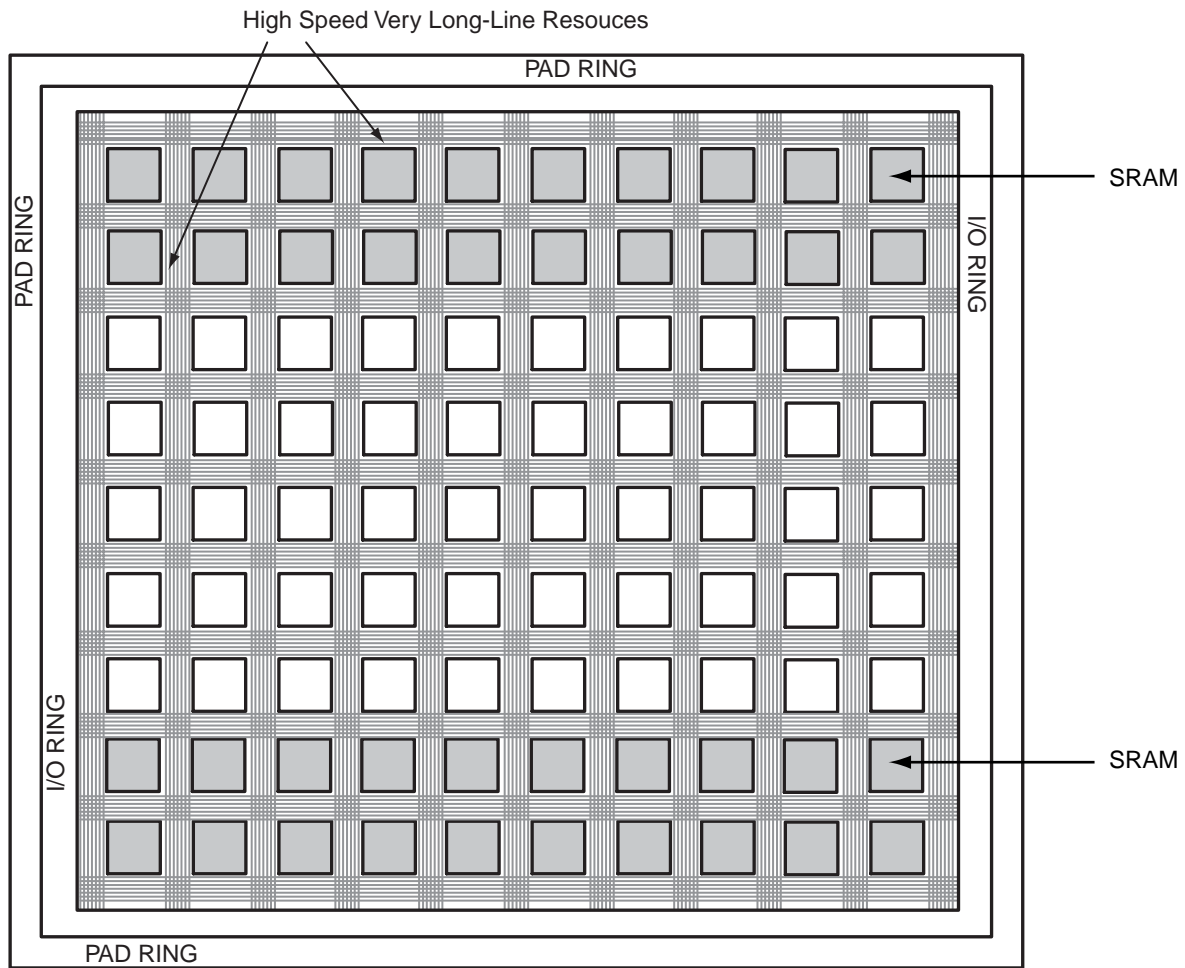 High Speed Very Long-Line Resouces
PAD RING
SRAM
PAD RING
I/O RING
I/O RING
SRAM
PAD RING